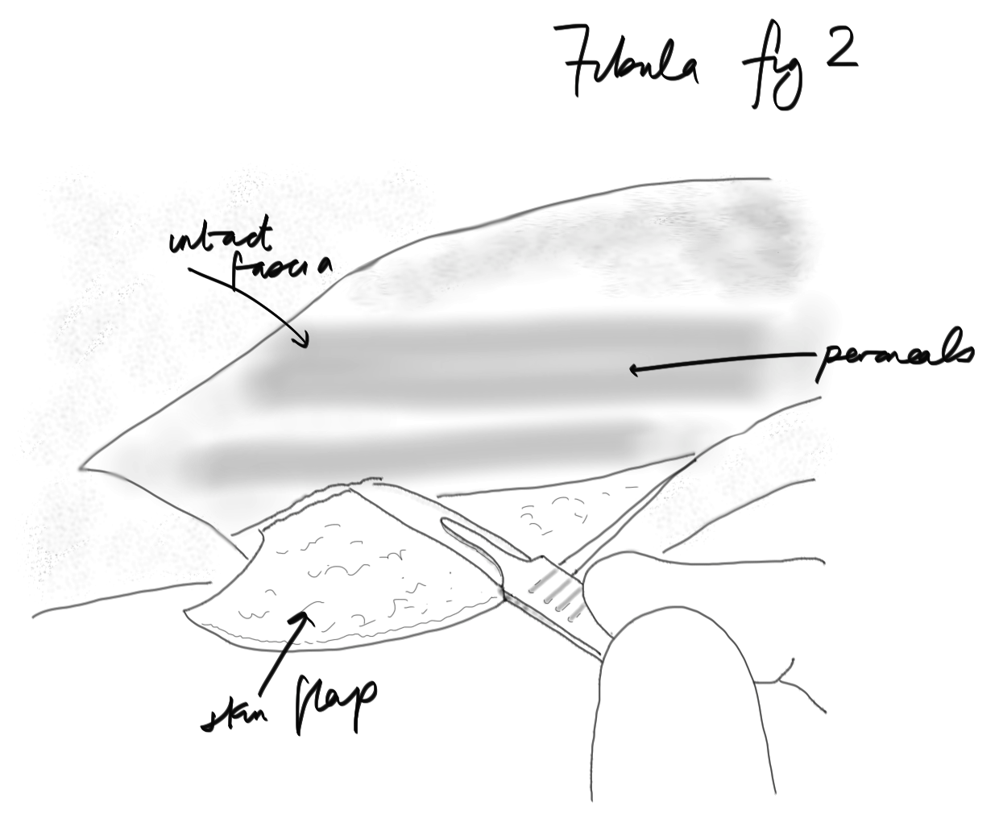 Fibula fig 2
intact
fascia
peroneals
skin flap